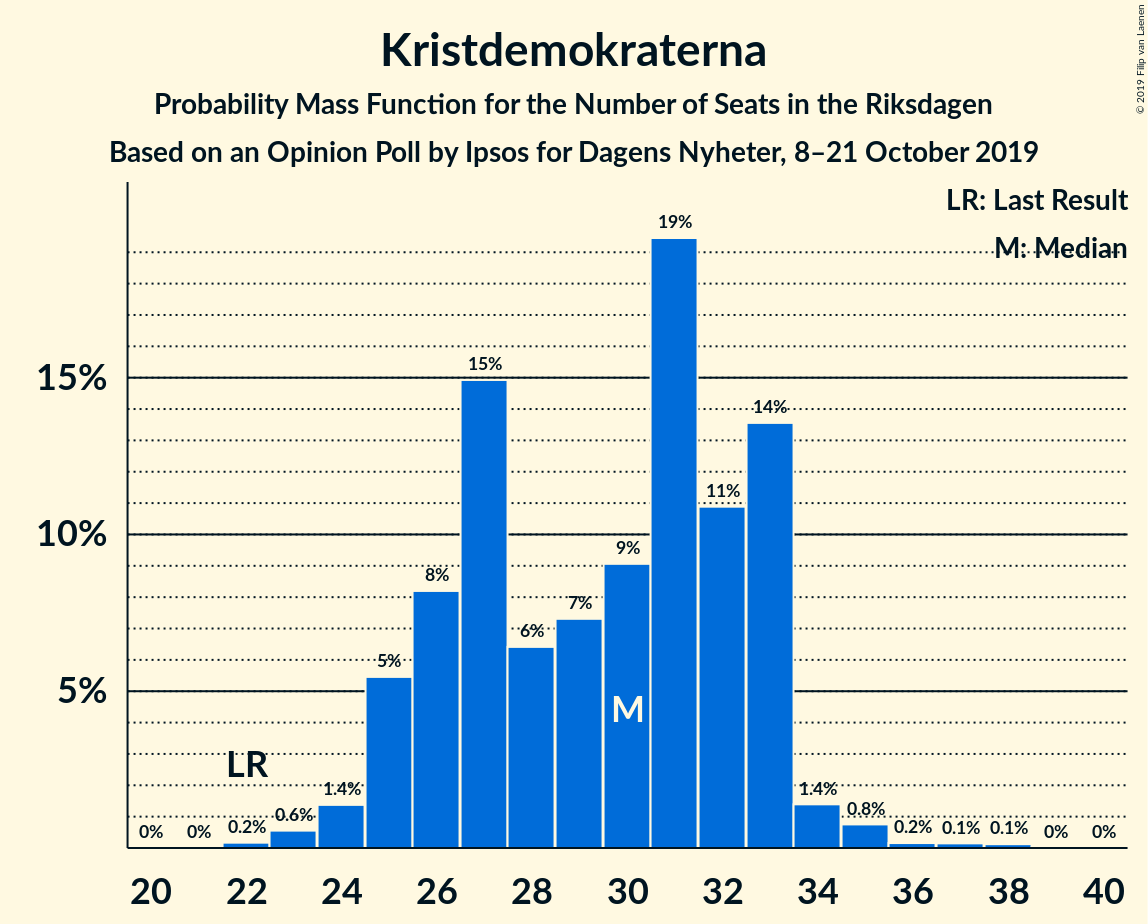 Kristdemokraterna
Probability Mass Function for the Number of Seats in the Riksdagen
Based on an Opinion Poll by Ipsos for Dagens Nyheter, 8–21 October 2019
© 2019 Filip van Laenen
LR: Last Result
M: Median
15%
10%
5%
0%
0%
0.2%
0.6%
1.4%
5%
8%
15%
6%
7%
9%
19%
11%
14%
1.4%
0.8%
0.2%
0.1%
0.1%
0%
0%
LR
M
20 22 24 26 28 30 32 34 36 38 40